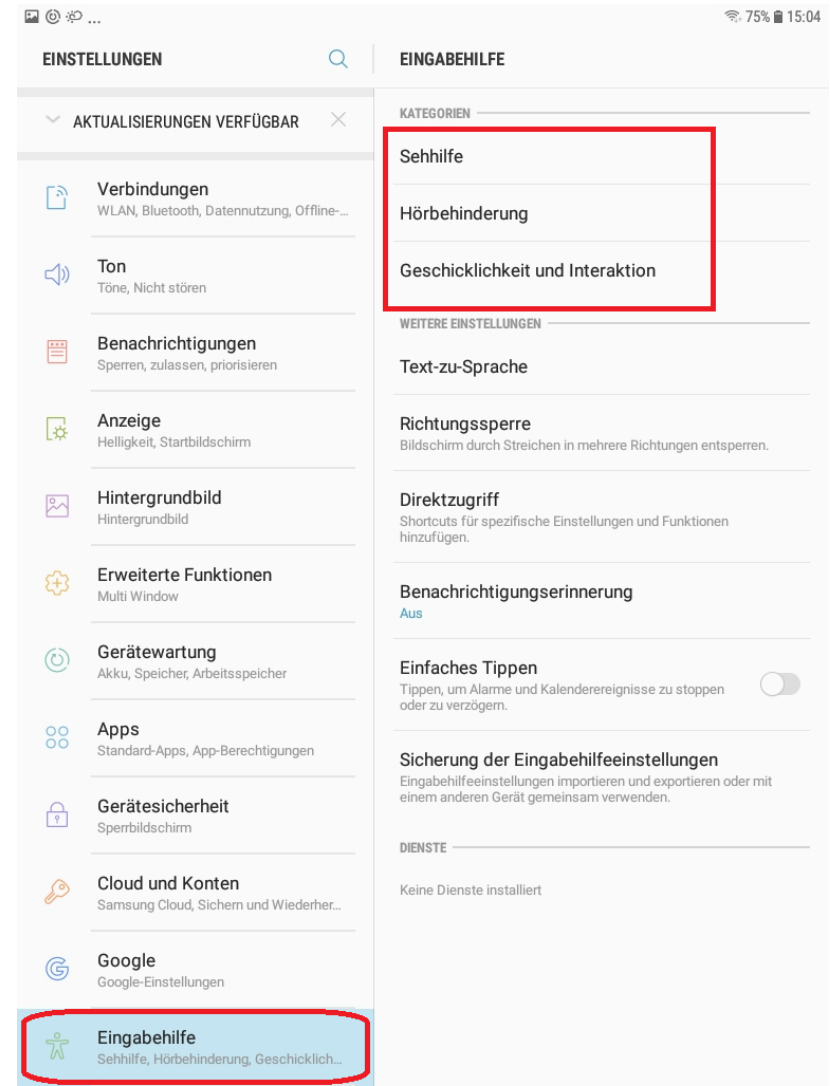 ...
75% 15:04
EINSTELLUNGEN
AKTUALISIERUNGEN VERFÜGBAR
Verbindungen
WLAN, Bluetooth, Datennutzung, Offline-...
Ton
Töne, Nicht stören
Benachrichtigungen
Sperren, zulassen, priorisieren
Anzeige
Helligkeit, Startbildschirm
Hintergrundbild
Hintergrundbild
Erweiterte Funktionen
Multi Window
Gerätewartung
Akku, Speicher, Arbeitsspeicher
Apps
Standard-Apps, App-Berechtigungen
Gerätesicherheit
Sperrbildschirm
Cloud und Konten
Samsung Cloud, Sichern und Wiederher...
Google
Google-Einstellungen
Eingabehilfe
Sehhilfe, Hörbehinderung, Geschicklich...
EINGABEHILFE
KATEGORIEN
Sehhilfe
Hörbehinderung
Geschicklichkeit und Interaktion
WEITERE EINSTELLUNGEN
Text-zu-Sprache
Richtungssperre
Bildschirm durch Streichen in mehrere Richtungen entsperren.
Direktzugriff
Shortcuts für spezifische Einstellungen und Funktionen
hinzufügen.
Benachrichtigungserinnerung
Aus
Einfaches Tippen
Tippen, um Alarme und Kalenderereignisse zu stoppen
oder zu verzögern.
Sicherung der Eingabehilfeeinstellungen
Eingabehilfeeinstellungen importieren und exportieren oder mit
einem anderen Gerät gemeinsam verwenden.
DIENSTE
Keine Dienste installiert